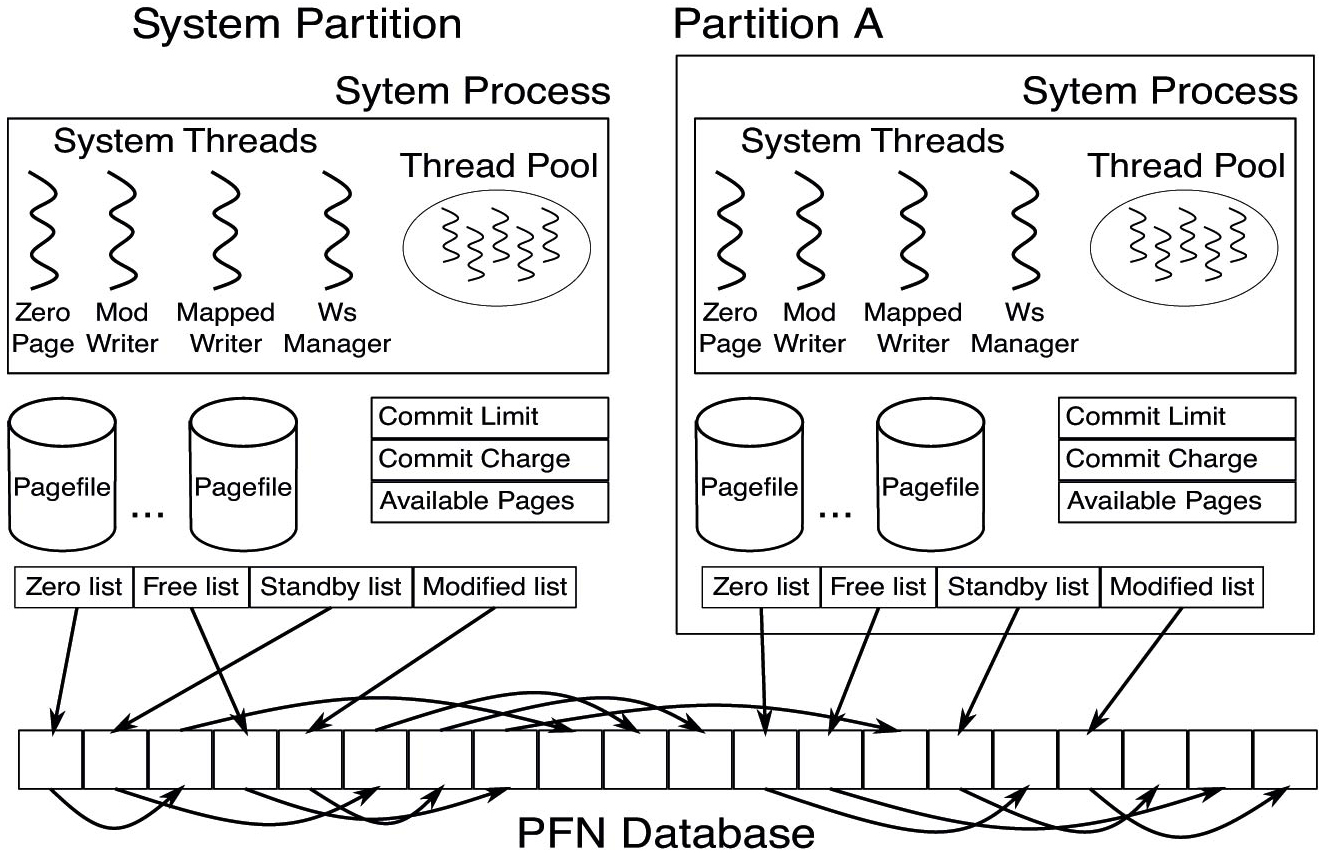 System Partition
Sytem Process
System Threads
Thread Pool
Zero Page
Mod Writer
Mapped Writer
Ws Manager
Pagefile
...
Pagefile
Commit Limit
Commit Charge
Available Pages
Zero list
Free list
Standby list
Modified list
Partition A
Sytem Process
System Threads
Thread Pool
Zero Page
Mod Writer
Mapped Writer
Ws Manager
Pagefile
...
Pagefile
Commit Limit
Commit Charge
Available Pages
Zero list
Free list
Standby list
Modified list
PFN Database